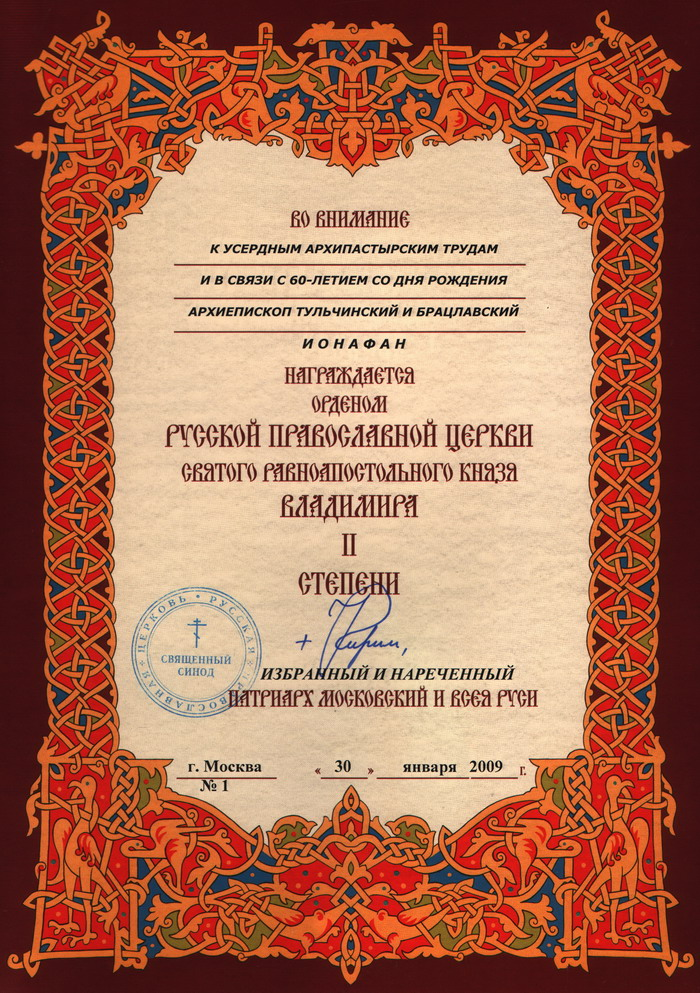 ВО ВНИМАНИЕ
К УСЕРДНЫМ АРХИПАСТЫРСКИМ ТРУДАМ
И В СВЯЗИ С 60-ЛЕТИЕМ СО ДНЯ РОЖДЕНИЯ
АРХИЕПИСКОП ТУЛЬЧИНСКИЙ И БРАЦЛАВСКИЙ
ИОНАФАН
НАГРАЖДАЕТСЯ
ОРДЕНОМ
РУССКОЙ ПРАВОСЛАВНОЙ ЦЕРКВИ
СВЯТОГО РАВНОАПОСТОЛЬНОГО КНЯЗЯ
ВЛАДИМИРА
II
СТЕПЕНИ
РУССКАЯ ПРАВОСЛАВНАЯ ЦЕРКОВЬ
СВЯЩЕННЫЙ
СИНОД
+ Кирилл,
ИЗБРАННЫЙ И НАРЕЧЕННЫЙ
ПАТРИАРХ МОСКОВСКИЙ И ВСЕЯ РУСИ
г. Москва « 30 » января 2009 г.
№ 1